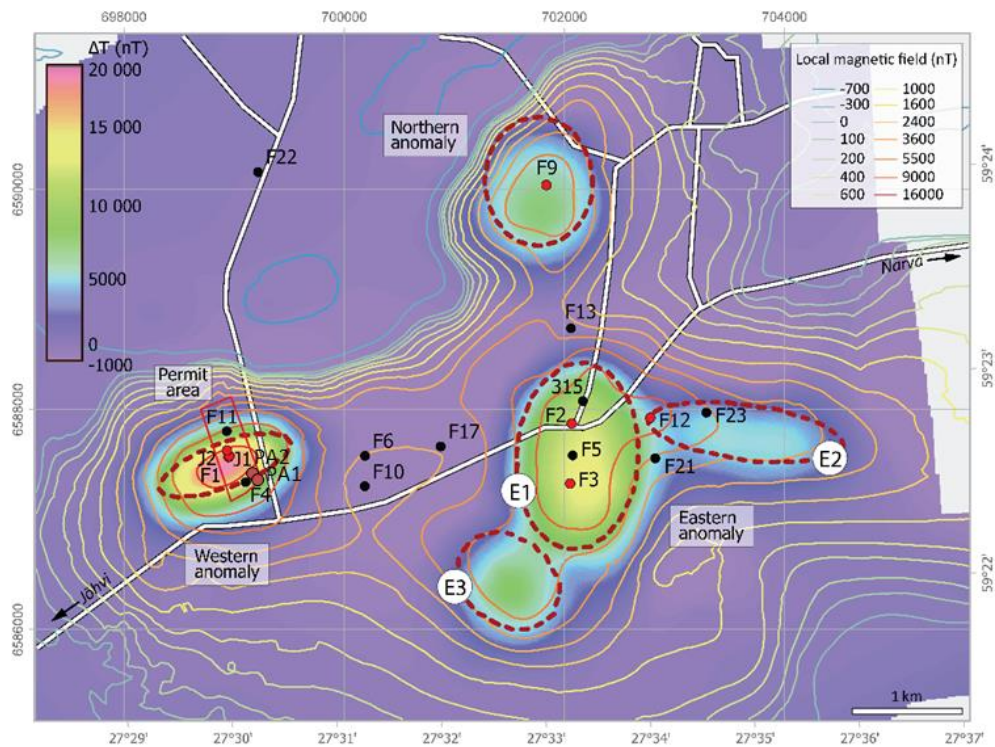 698000 700000 702000 704000
ΔT (nT)
20 000
15 000
10 000
5000
0
-1000
Local magnetic field (nT)
-700 1000
-300 1600
0 2400
100 3600
200 5500
400 9000
600 16000
Northern
anomaly
F22
F9
59°24'
6590000
Narva
F13
59°23'
Permit
area
315
6588000
F11
F2
F12
F23
F17
F6
J2
J1
PA2
F1
PA1
F10
F4
F5
F21
E2
F3
E1
Eastern
anomaly
Western
anomaly
59°22'
E3
Jõhvi
6586000
1 km
27°29' 27°30' 27°31' 27°32' 27°33' 27°34' 27°35' 27°36' 27°37'